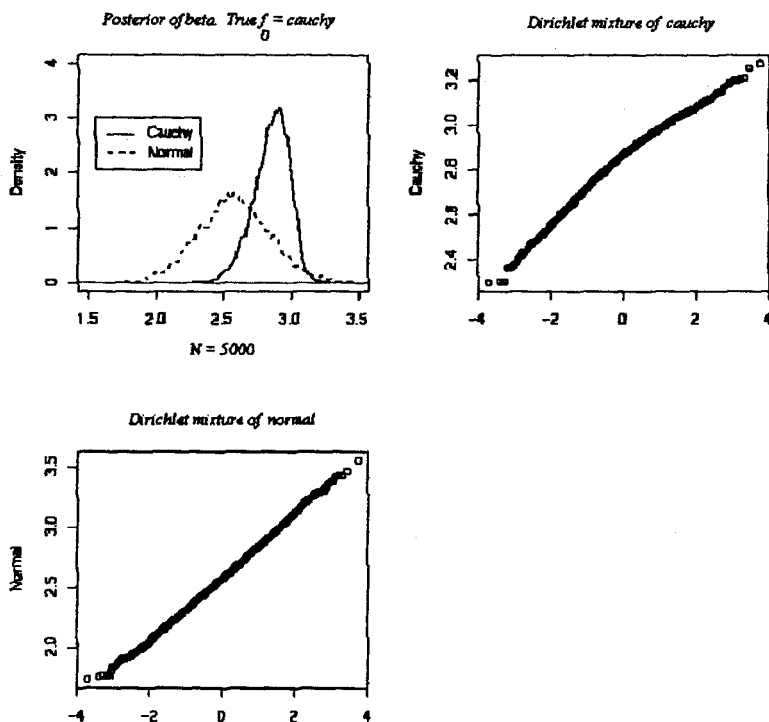 Posterior of beta. True f = cauchy
0
Density
4
3
2
1
0
Cauchy
Normal
1.5 2.0 2.5 3.0 3.5
N = 5000
Dirichlet mixture of cauchy
Cauchy
3.2
3.0
2.8
2.6
2.4
-4 -2 0 2 4
Dirichlet mixture of normal
Normal
3.5
3.0
2.5
2.0
-4 -2 0 2 4